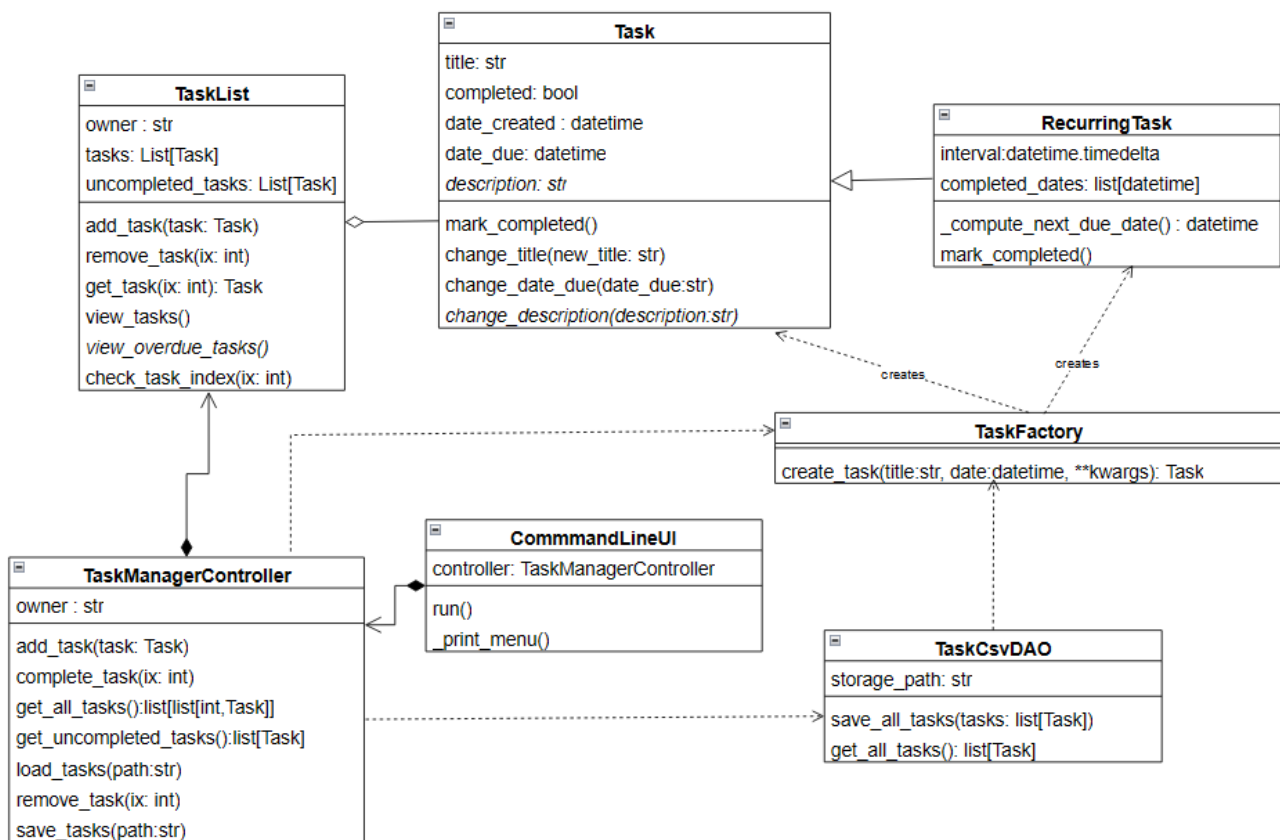 Task
title: str
completed: bool
date_created : datetime
date_due: datetime
description: str
mark_completed()
change_title(new_title: str)
change_date_due(date_due:str)
change_description(description:str)
TaskList
owner : str
tasks: List[Task]
uncompleted_tasks: List[Task]
add_task(task: Task)
remove_task(ix: int)
get_task(ix: int): Task
view_tasks()
view_overdue_tasks()
check_task_index(ix: int)
RecurringTask
interval:datetime.timedelta
completed_dates: list[datetime]
_compute_next_due_date() : datetime
mark_completed()
creates
creates
TaskFactory
create_task(title:str, date:datetime, **kwargs): Task
CommmandLineUI
controller: TaskManagerController
run()
_print_menu()
TaskManagerController
owner : str
add_task(task: Task)
complete_task(ix: int)
get_all_tasks():list[list[int,Task]]
get_uncompleted_tasks():list[Task]
load_tasks(path:str)
remove_task(ix: int)
save_tasks(path:str)
TaskCsvDAO
storage_path: str
save_all_tasks(tasks: list[Task])
get_all_tasks(): list[Task]